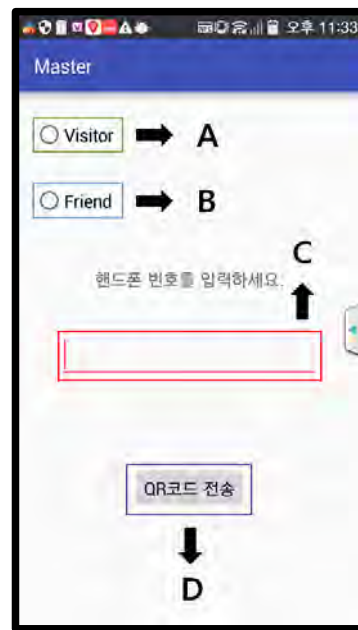 오후 11:33
Master
Visitor A
Friend B
C
핸드폰 번호를 입력하세요.
QR코드 전송
D